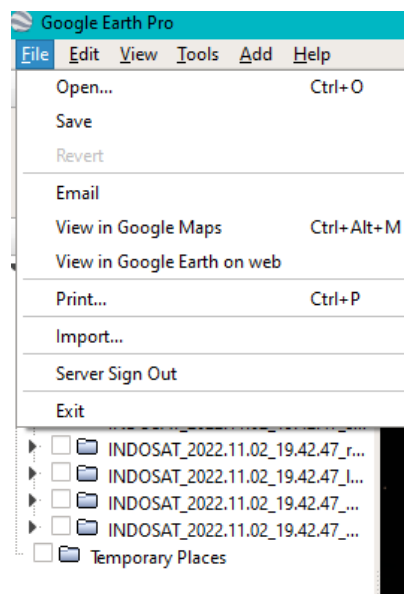 Google Earth Pro
File Edit View Tools Add Help
Open... Ctrl+O
Save
Revert
Email
View in Google Maps Ctrl+Alt+M
View in Google Earth on web
Print... Ctrl+P
Import...
Server Sign Out
Exit
INDOSAT_2022.11.02_19.42.47_r...
INDOSAT_2022.11.02_19.42.47_l...
INDOSAT_2022.11.02_19.42.47_...
INDOSAT_2022.11.02_19.42.47_...
Temporary Places